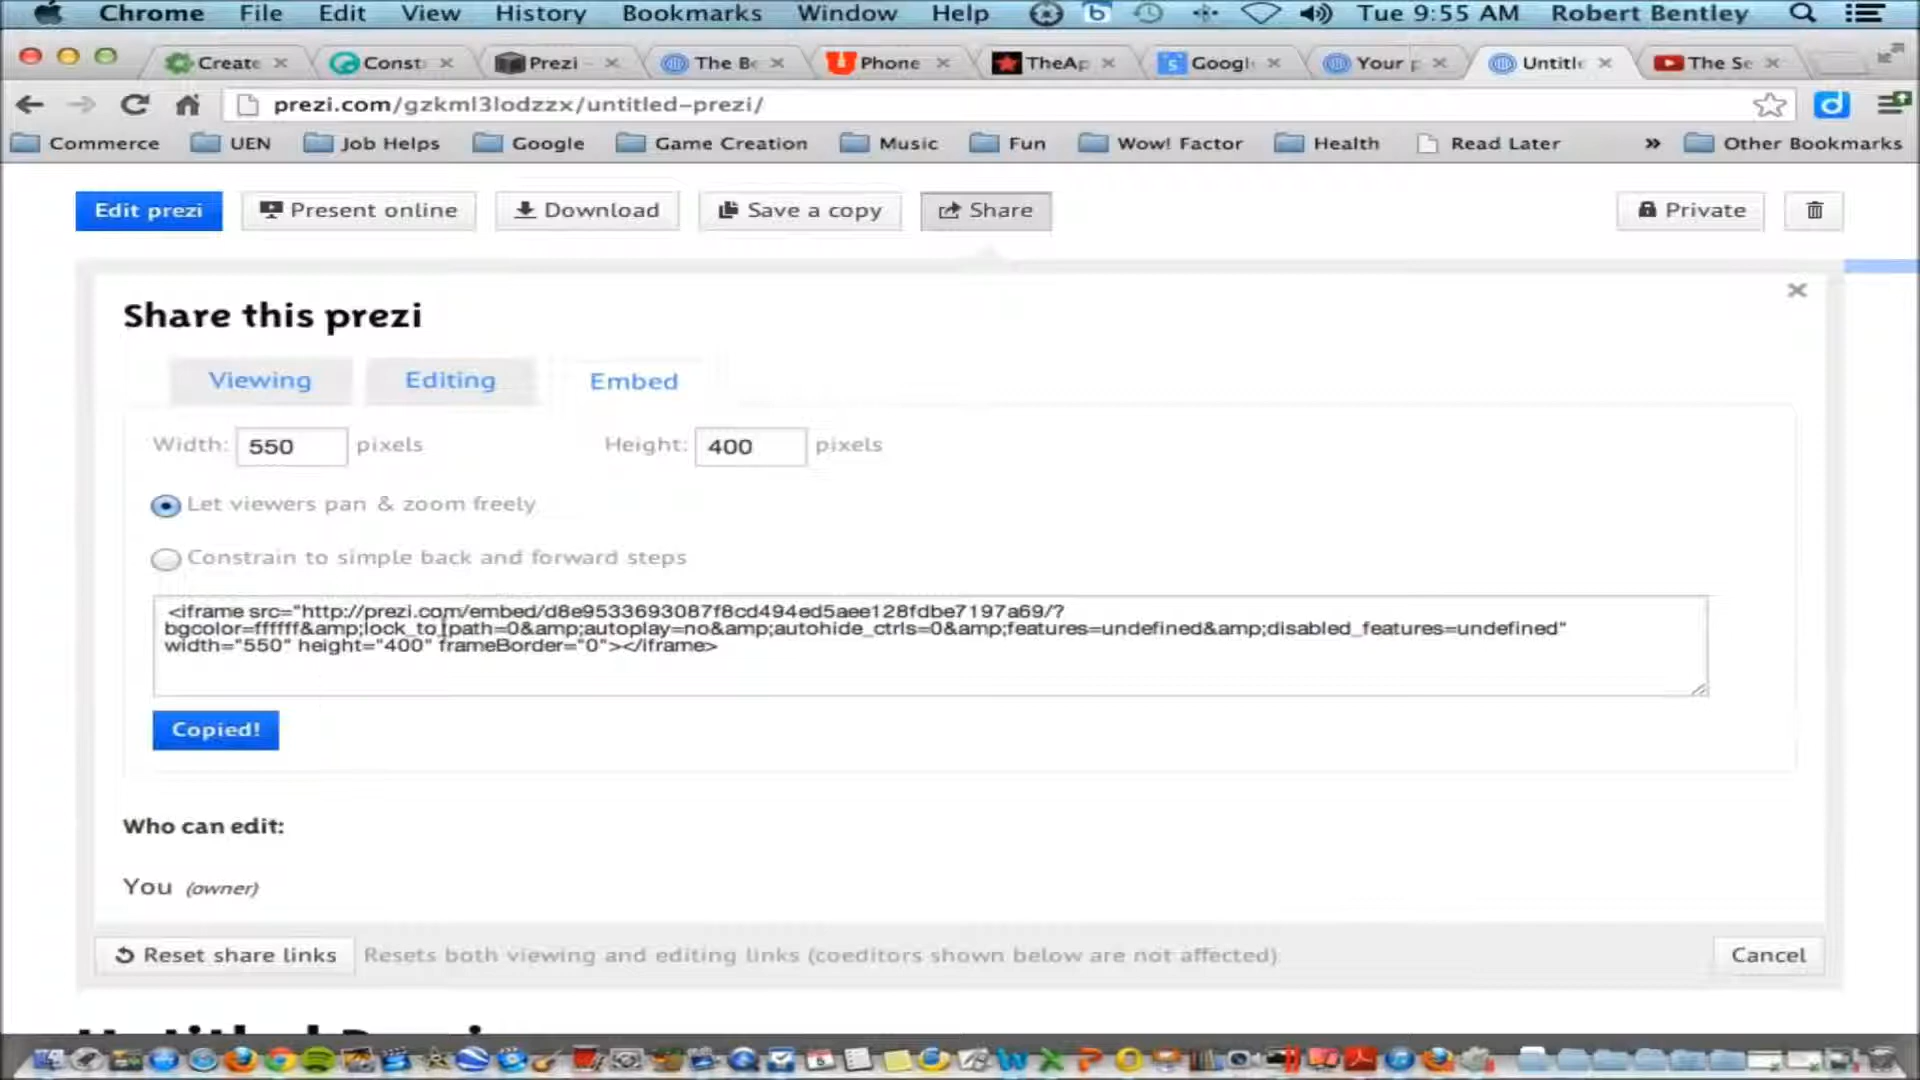 Chrome File Edit View History Bookmarks Window Help Tue 9:55 AM Robert Bentley
Create Const Prezi - The Be Phone TheAp Googl Your p Untitle The Se
prezi.com/gzkml3lodzzx/untitled-prezi/
Commerce UEN Job Helps Google Game Creation Music Fun Wow! Factor Health Read Later » Other Bookmarks
Edit prezi Present online Download Save a copy Share Private
Share this prezi
Viewing Editing Embed
Width: 550 pixels Height: 400 pixels
Let viewers pan & zoom freely
Constrain to simple back and forward steps
<iframe src="http://prezi.com/embed/d8e9533693087f8cd494ed5aee128fdbe7197a69/?
bgcolor=ffffff&amp;lock_to_path=0&amp;autoplay=no&amp;autohide_ctrls=0&amp;features=undefined&amp;disabled_features=undefined"
width="550" height="400" frameBorder="0"></iframe>
Copied!
Who can edit:
You (owner)
Reset share links Resets both viewing and editing links (coeditors shown below are not affected)
Cancel
Untitled Prezi